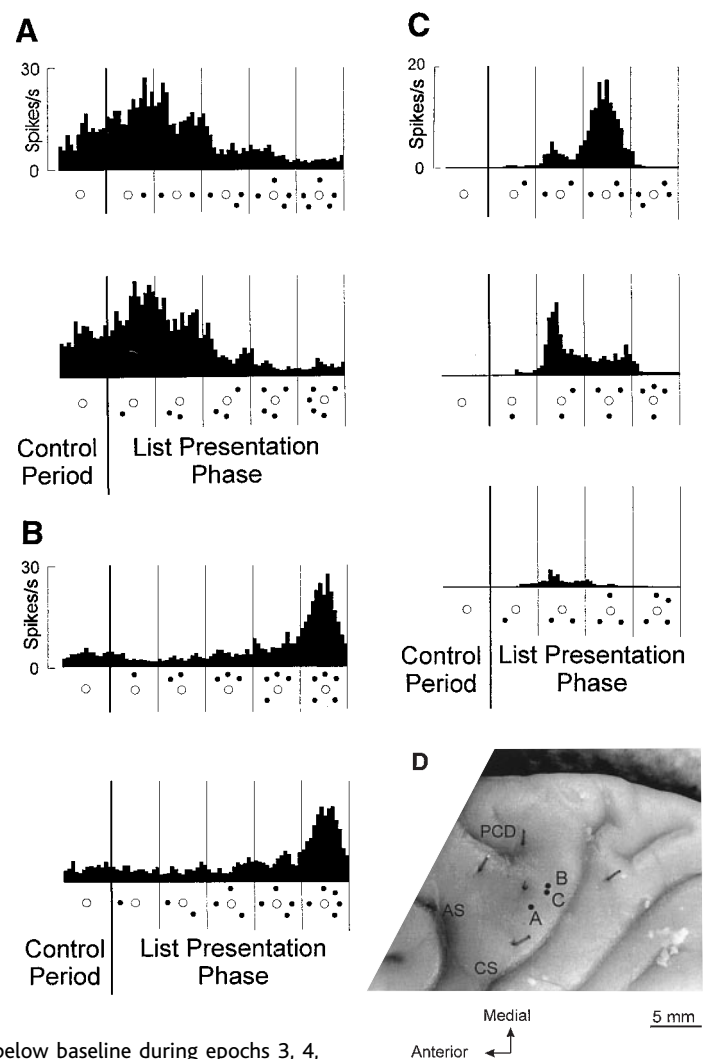 A
30
Spikes/s
0
Control
Period
List Presentation
Phase
B
30
Spikes/s
0
Control
Period
List Presentation
Phase
below baseline during epochs 3, 4,
C
20
Spikes/s
0
Control
Period
List Presentation
Phase
D
PCD
B
C
A
AS
CS
Medial
Anterior
5 mm